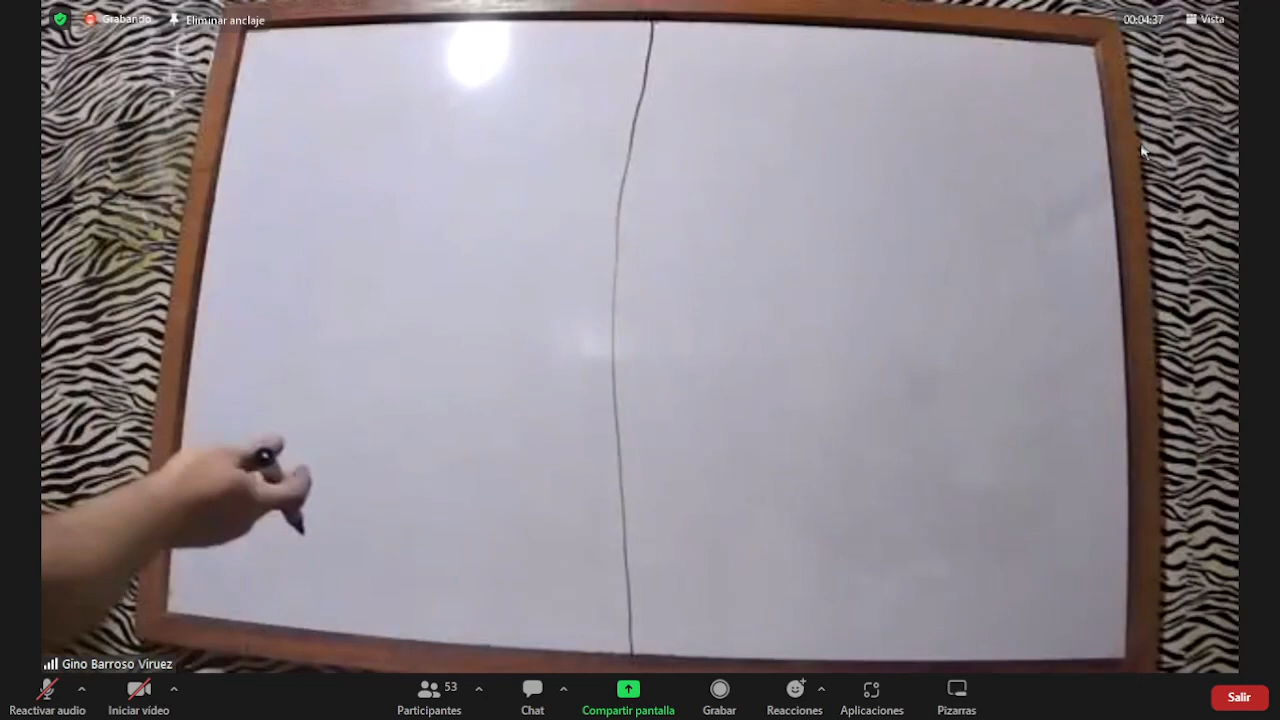 Grabando
Eliminar anclaje
00:04:37
Vista
Gino Barroso Viruez
Reactivar audio
Iniciar vídeo
53
Participantes
Chat
Compartir pantalla
Grabar
Reacciones
Aplicaciones
Pizarras
Salir